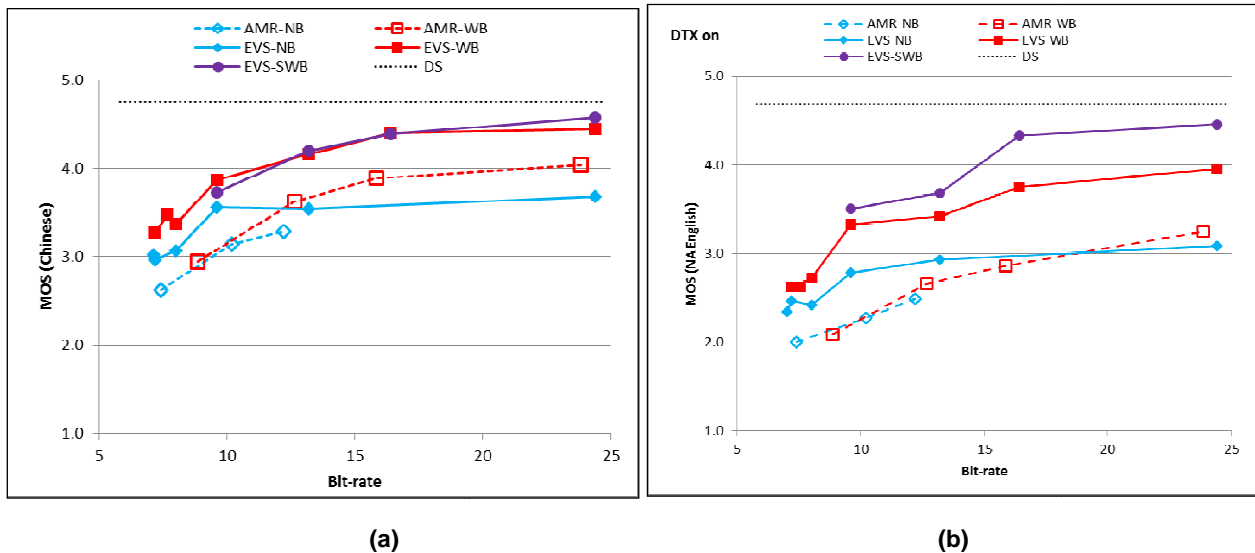 AMR-NB AMR-WB
EVS-NB EVS-WB
EVS-SWB DS
5.0
4.0
3.0
2.0
1.0
MOS (Chinese)
5 10 15 20 25
Bit-rate
(a)
DTX on
AMR NB AMR WB
EVS NB EVS WB
EVS-SWB DS
5.0
4.0
3.0
2.0
1.0
MOS (NA English)
5 10 15 20 25
Bit-rate
(b)